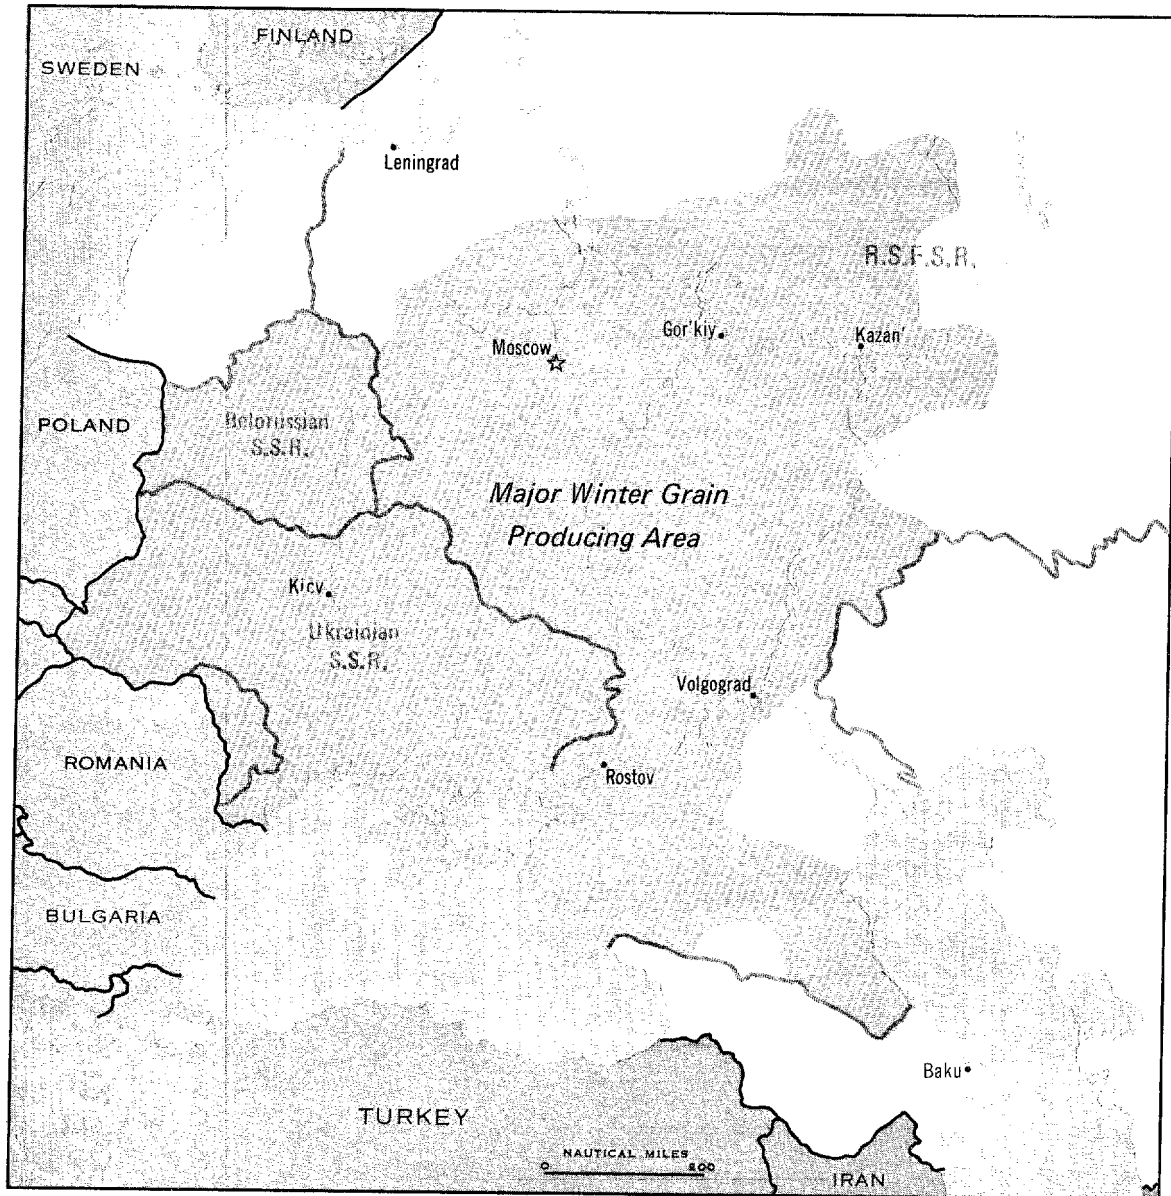 FINLAND
SWEDEN
Leningrad
R.S.F.S.R.
Gor'kiy
Kazan'
Moscow
Belorussian
S.S.R.
POLAND
Major Winter Grain
Producing Area
Kiev
Ukrainian
S.S.R.
Volgograd
ROMANIA
Rostov
BULGARIA
Baku
TURKEY
NAUTICAL MILES
0 200
IRAN